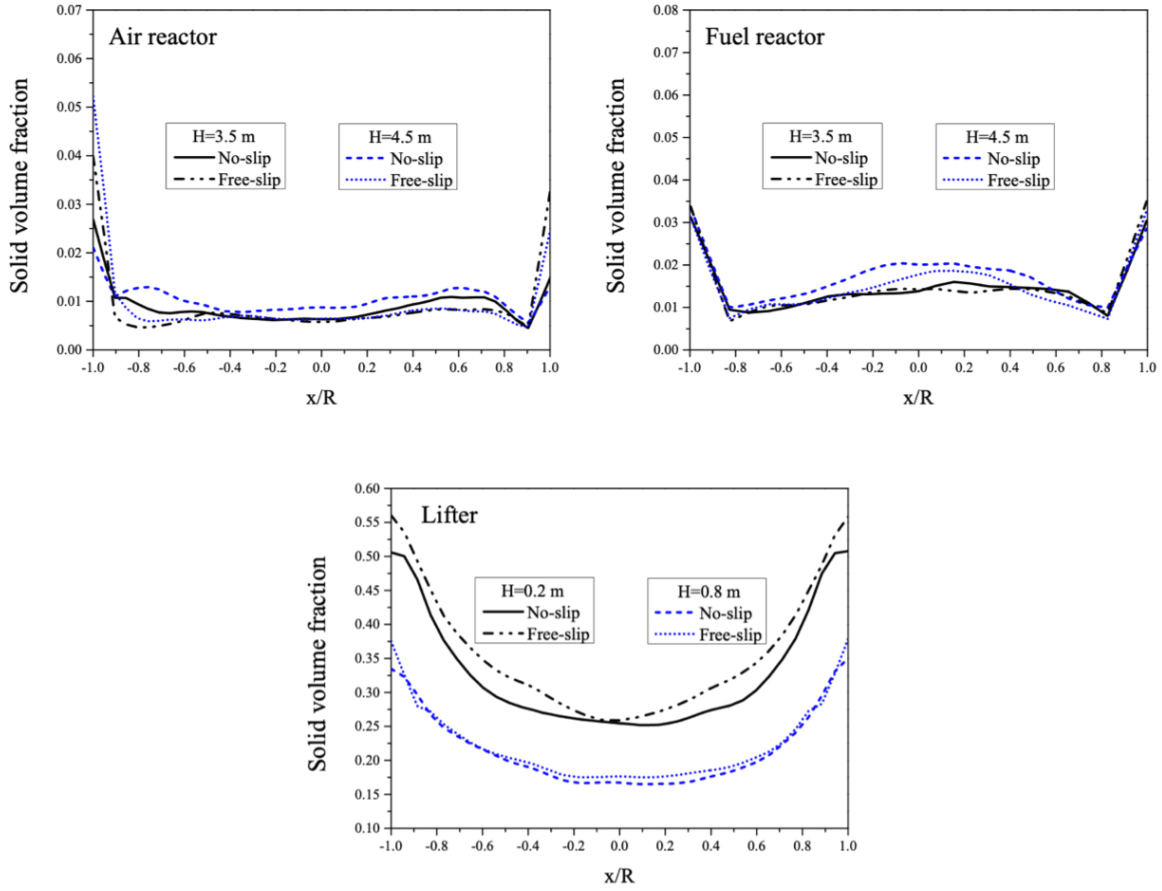 Air reactor
Solid volume fraction
0.07
0.06
0.05
0.04
0.03
0.02
0.01
0.00
H=3.5 m
No-slip
Free-slip
H=4.5 m
No-slip
Free-slip
-1.0 -0.8 -0.6 -0.4 -0.2 0.0 0.2 0.4 0.6 0.8 1.0
x/R
Fuel reactor
Solid volume fraction
0.08
0.07
0.06
0.05
0.04
0.03
0.02
0.01
0.00
H=3.5 m
No-slip
Free-slip
H=4.5 m
No-slip
Free-slip
-1.0 -0.8 -0.6 -0.4 -0.2 0.0 0.2 0.4 0.6 0.8 1.0
x/R
Lifter
Solid volume fraction
0.60
0.55
0.50
0.45
0.40
0.35
0.30
0.25
0.20
0.15
0.10
H=0.2 m
No-slip
Free-slip
H=0.8 m
No-slip
Free-slip
-1.0 -0.8 -0.6 -0.4 -0.2 0.0 0.2 0.4 0.6 0.8 1.0
x/R